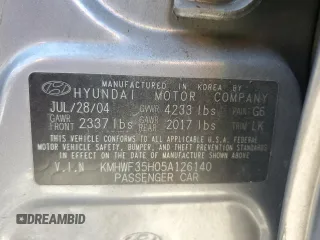 MANUFACTURED IN KOREA BY
HYUNDAI MOTOR COMPANY
JUL/28/04 GVWR 4233 lbs PAINT G6
GAWR FRONT 2337 lbs GAWR REAR 2017 lbs TRIM LK
THIS VEHICLE CONFORMS TO ALL APPLICABLE U.S.A. FEDERAL
MOTOR VEHICLE SAFETY, BUMPER, AND THEFT PREVENTION
STANDARDS IN EFFECT ON THE DATE OF MANUFACTURE SHOWN ABOVE.
V.I.N KMHWF35H05A126140
PASSENGER CAR
REAMBID.COM